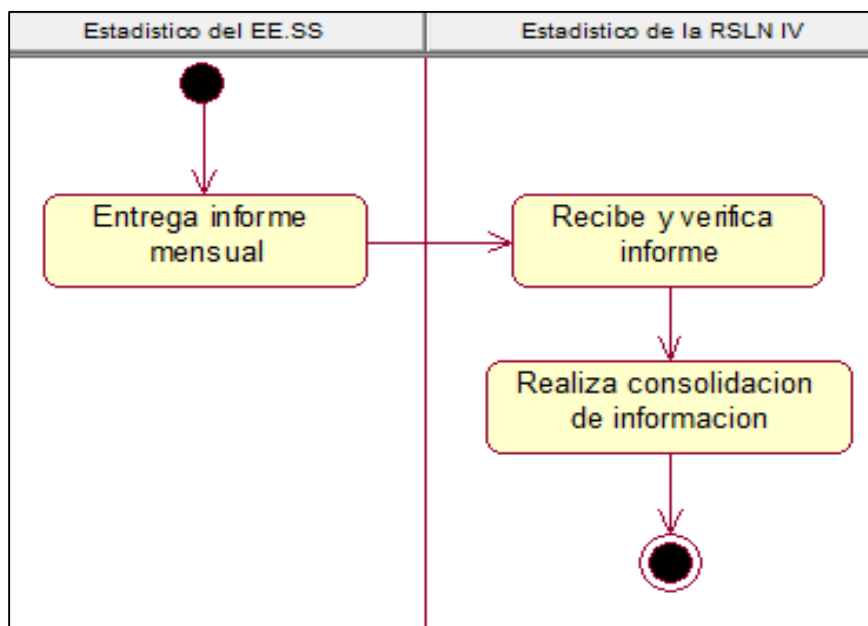 Estadistico del EE.SS
Estadistico de la RSLN IV
Entrega informe
mensual
Recibe y verifica
informe
Realiza consolidacion
de informacion